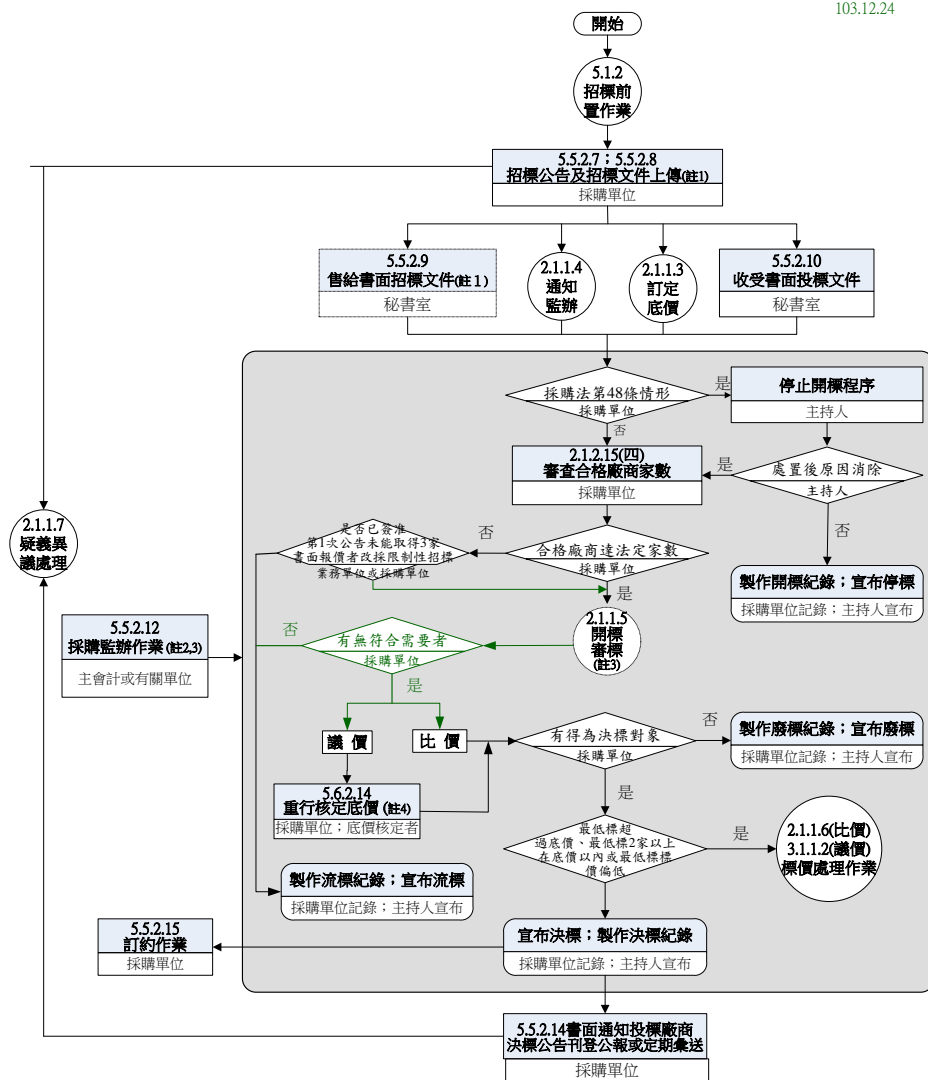 103.12.24
開始
5.1.2
招標前
置作業
5.5.2.7；5.5.2.8
招標公告及招標文件上傳(註1)
採購單位
5.5.2.9
售給書面招標文件(註1)
秘書室
2.1.1.4
通知
監辦
2.1.1.3
訂定
底價
5.5.2.10
收受書面投標文件
秘書室
採購法第48條情形
採購單位
是
停止開標程序
主持人
否
2.1.2.15(四)
審查合格廠商家數
採購單位
是
處置後原因消除
主持人
2.1.1.7
疑義異
議處理
是否已簽准
第1次公告未能取得3家
書面報價者改採限制性招標
業務單位或採購單位
否
合格廠商達法定家數
採購單位
否
製作開標紀錄；宣布停標
採購單位記錄；主持人宣布
是
5.5.2.12
採購監辦作業(註2,3)
主會計或有關單位
否
有無符合需要者
採購單位
2.1.1.5
開標
審標
(註3)
是
議價
比價
有得為決標對象
採購單位
否
製作廢標紀錄；宣布廢標
採購單位記錄；主持人宣布
5.6.2.14
重行核定底價(註4)
採購單位；底價核定者
是
最低標超
過底價、最低標2家以上
在底價以內或最低標標
價偏低
是
2.1.1.6(比價)
3.1.1.2(議價)
標價處理作業
製作流標紀錄；宣布流標
採購單位記錄；主持人宣布
5.5.2.15
訂約作業
採購單位
宣布決標；製作決標紀錄
採購單位記錄；主持人宣布
5.5.2.14書面通知投標廠商
決標公告刊登公報或定期彙送
採購單位